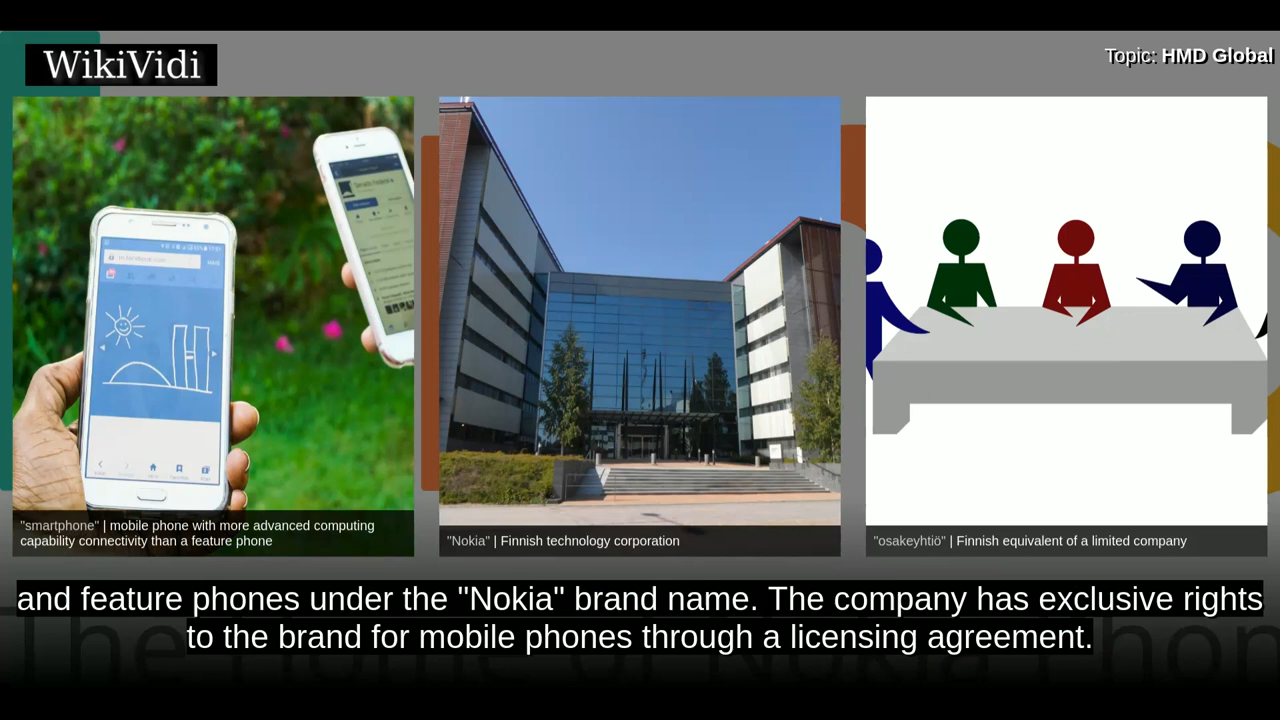 WikiVidi
Topic: HMD Global
"smartphone" | mobile phone with more advanced computing
capability connectivity than a feature phone
"Nokia" | Finnish technology corporation
"osakeyhtiö" | Finnish equivalent of a limited company
and feature phones under the "Nokia" brand name. The company has exclusive rights
to the brand for mobile phones through a licensing agreement.